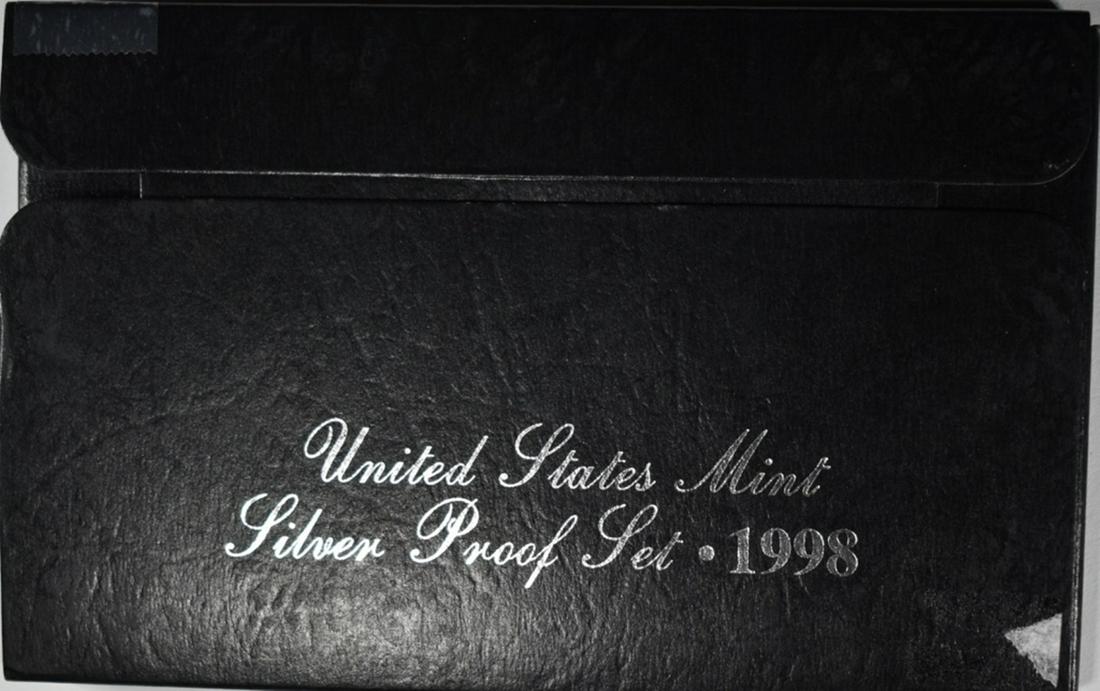 United States Mint
Silver Proof Set • 1998